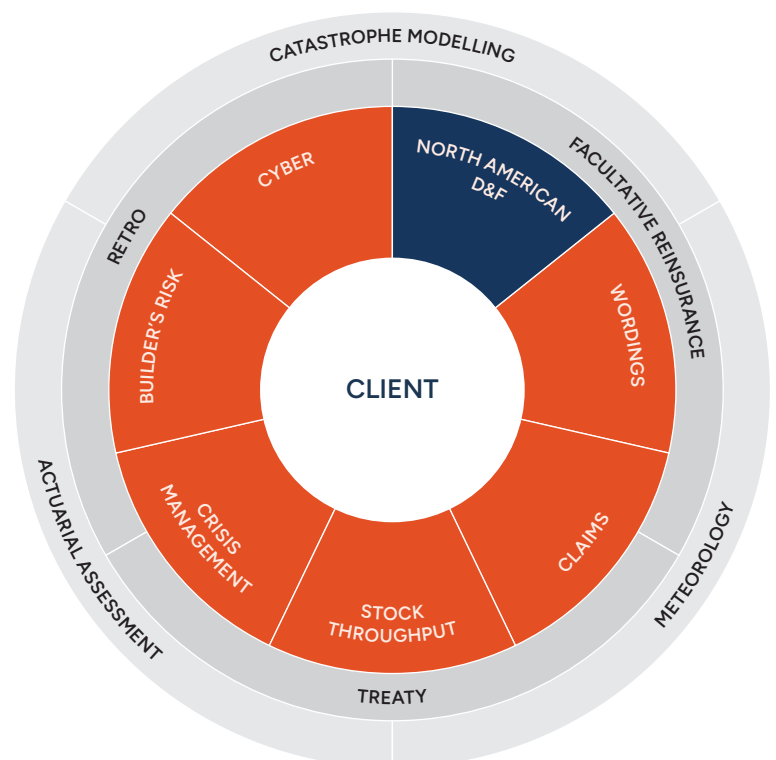 CATASTROPHE MODELLING
METEOROLOGY
ACTUARIAL ASSESSMENT
FACULTATIVE REINSURANCE
TREATY
RETRO
NORTH AMERICAN
D&F
WORDINGS
CLAIMS
STOCK
THROUGHPUT
CRISIS
MANAGEMENT
BUILDER'S RISK
CYBER
CLIENT